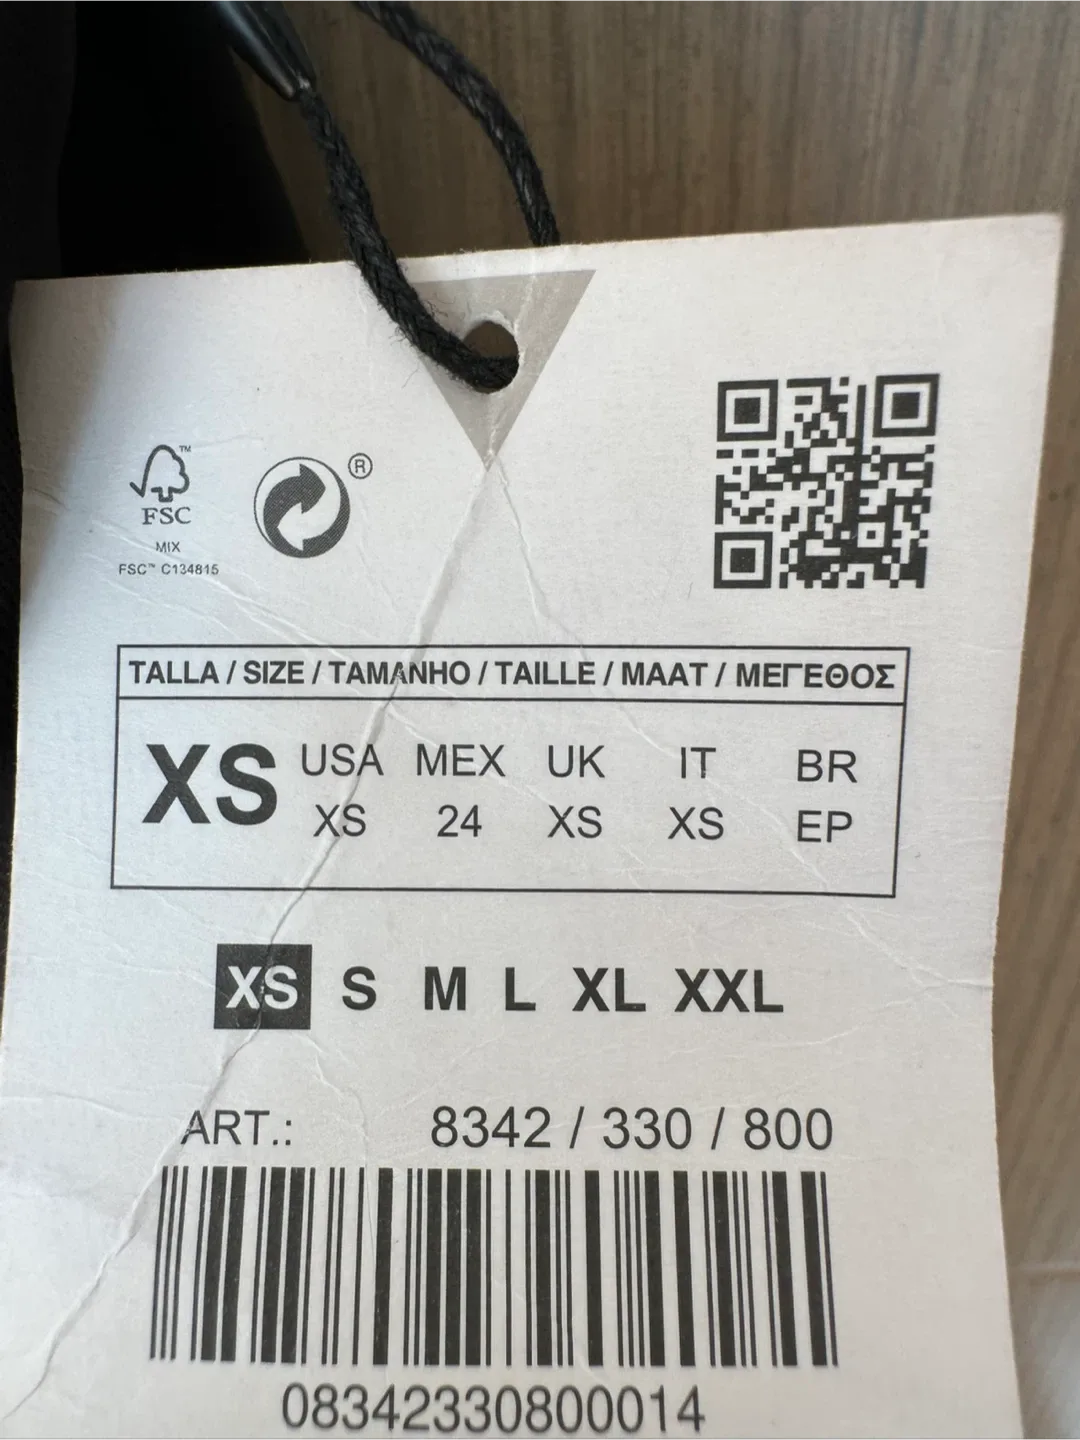 ™
FSC
MIX
FSC™ C134815
®
TALLA / SIZE / TAMANHO / TAILLE / MAAT / ΜΕΓΕΘΟΣ
XS
USA MEX UK IT BR
XS 24 XS XS EP
XS S M L XL XXL
ART.: 8342 / 330 / 800
08342330800014